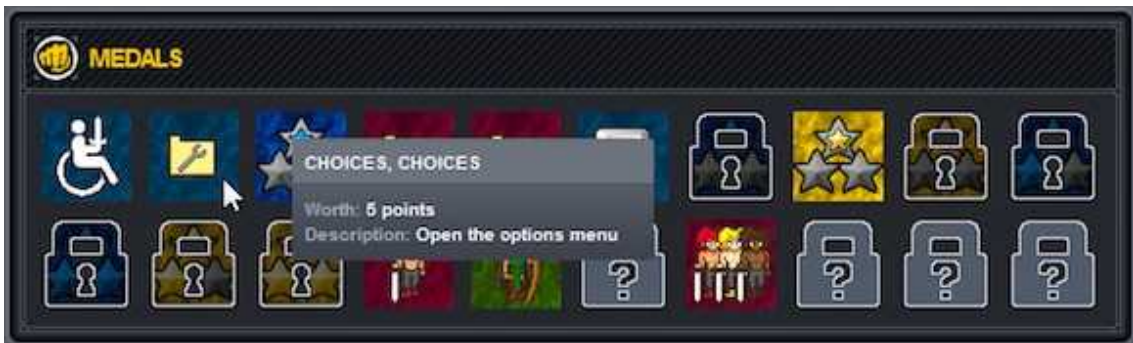 MEDALS
CHOICES, CHOICES
Worth: 5 points
Description: Open the options menu
?
? ? ?